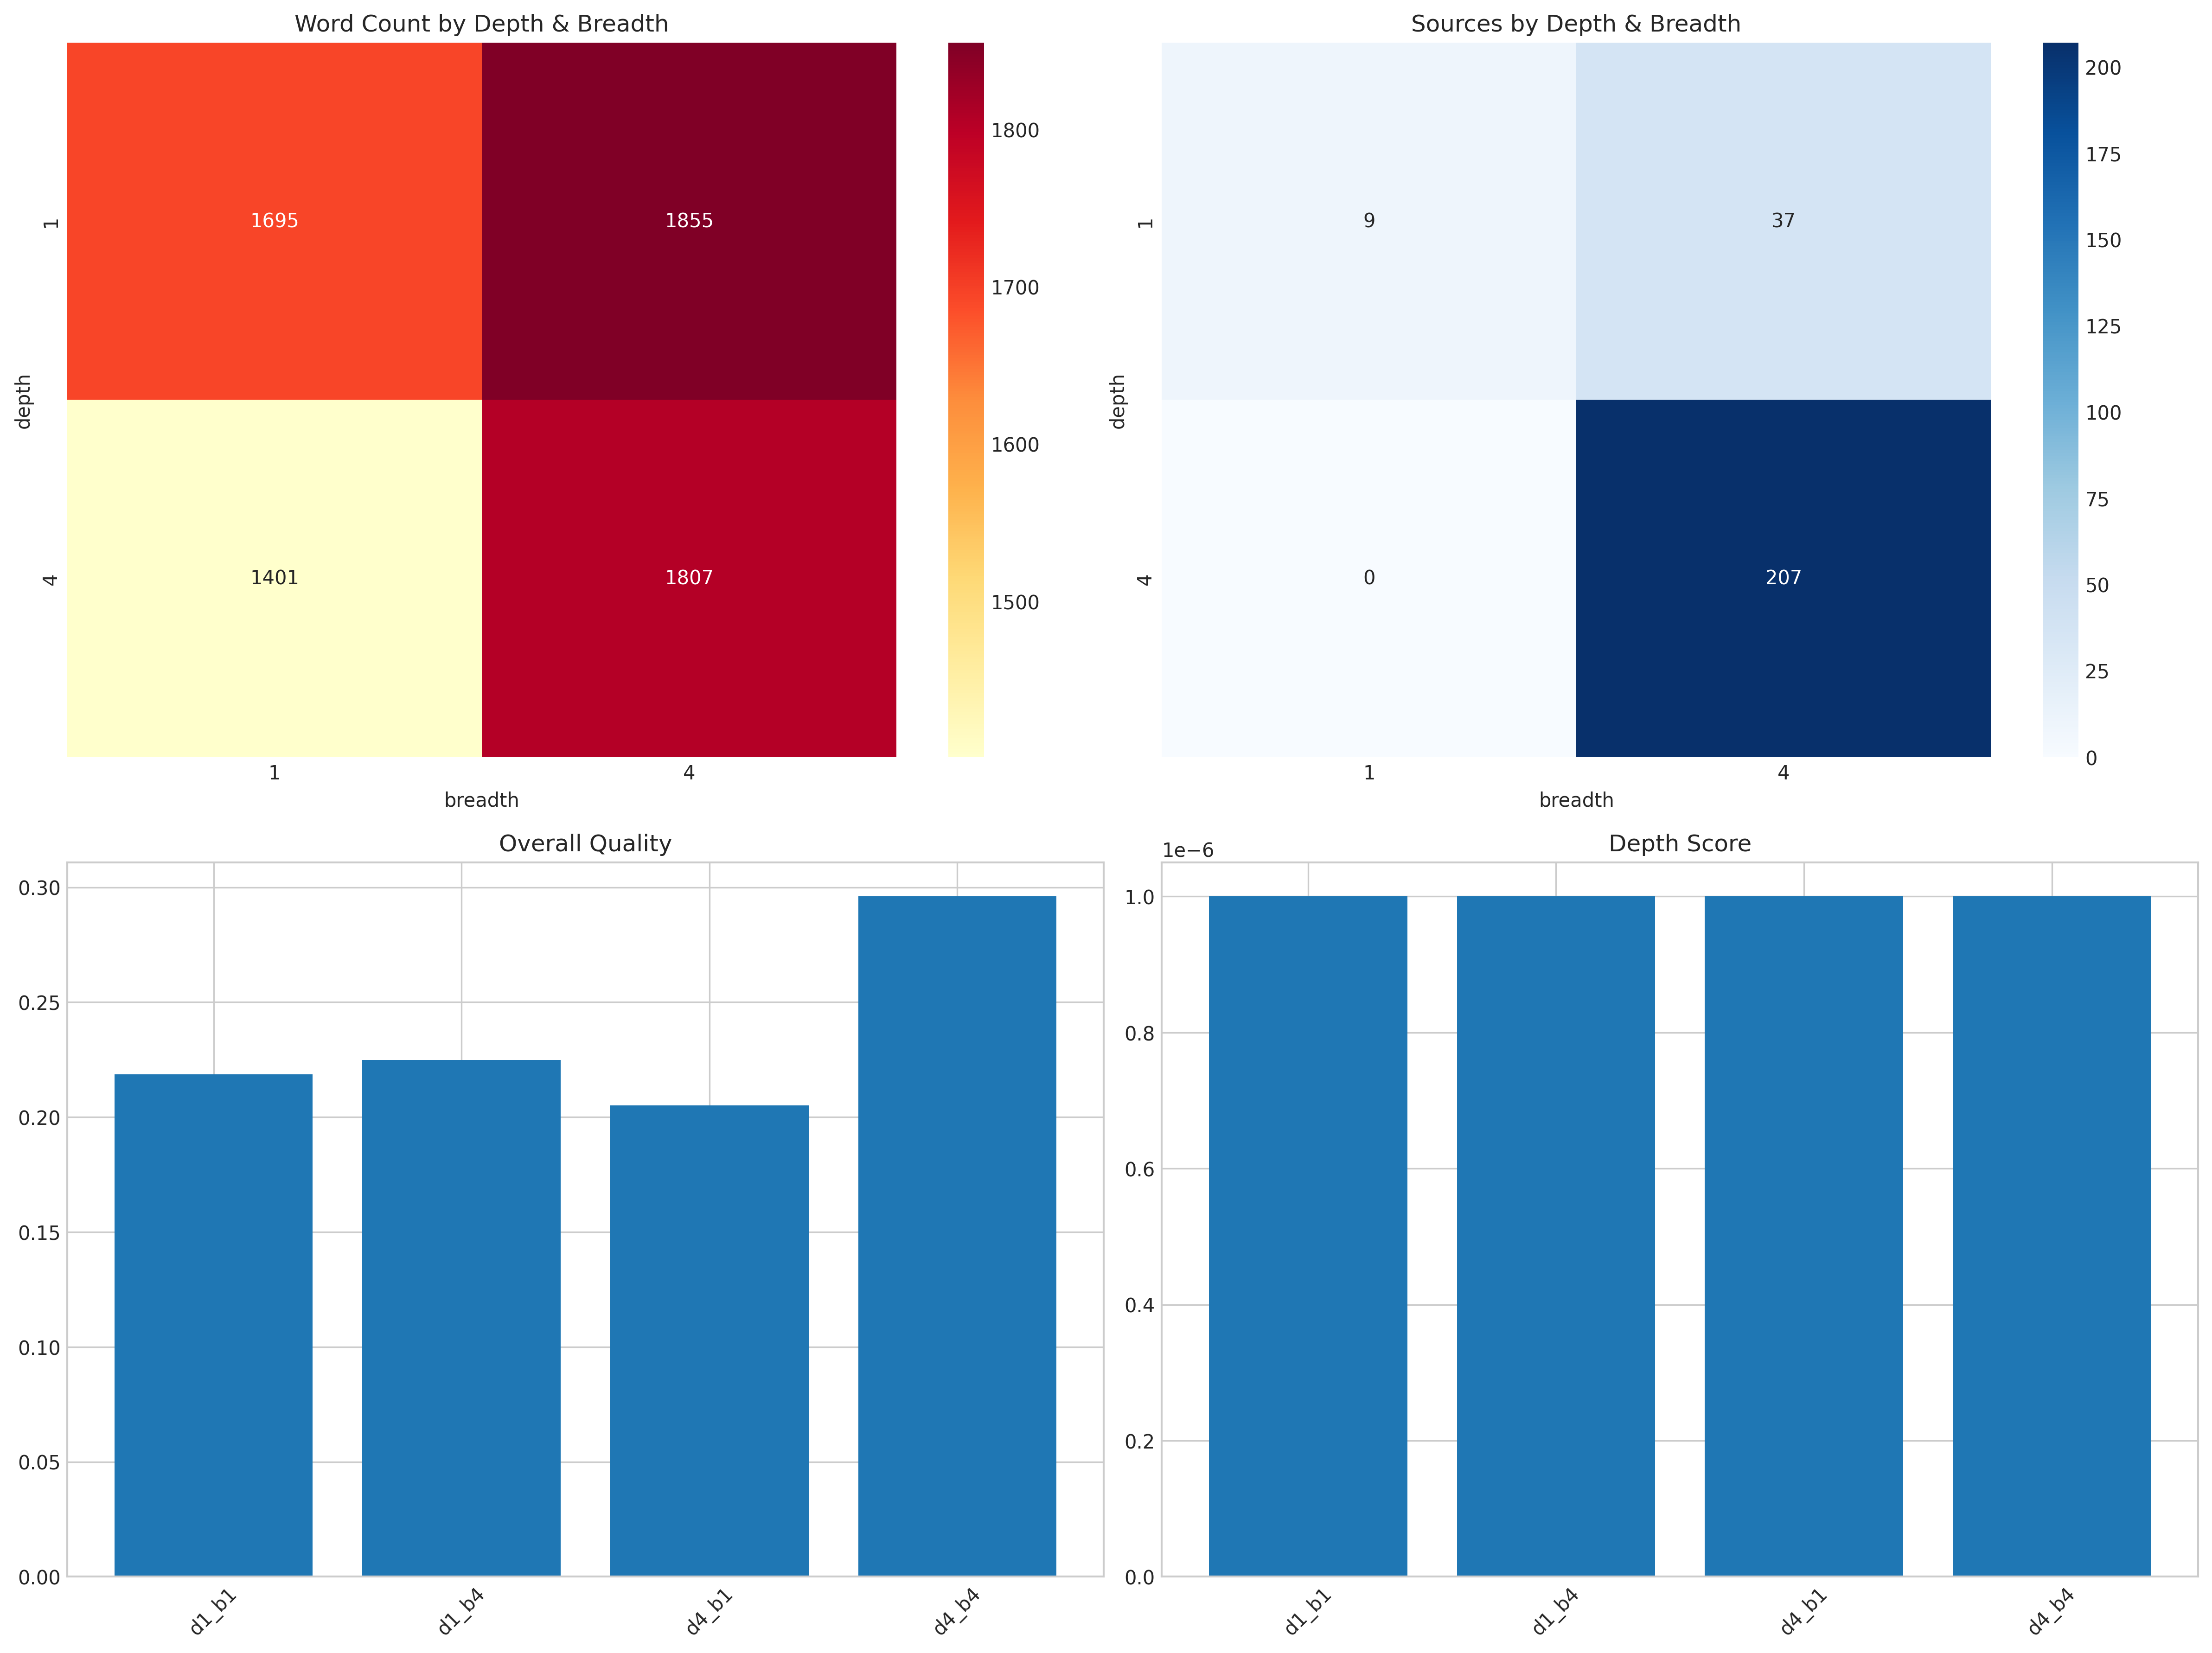 Word Count by Depth & Breadth
1695
1855
1401
1807
1
4
depth
1
4
breadth
1800
1700
1600
1500
Sources by Depth & Breadth
9
37
0
207
1
4
depth
1
4
breadth
200
175
150
125
100
75
50
25
0
Overall Quality
0.30
0.25
0.20
0.15
0.10
0.05
0.00
d1_b1
d1_b4
d4_b1
d4_b4
Depth Score
1e−6
1.0
0.8
0.6
0.4
0.2
0.0
d1_b1
d1_b4
d4_b1
d4_b4